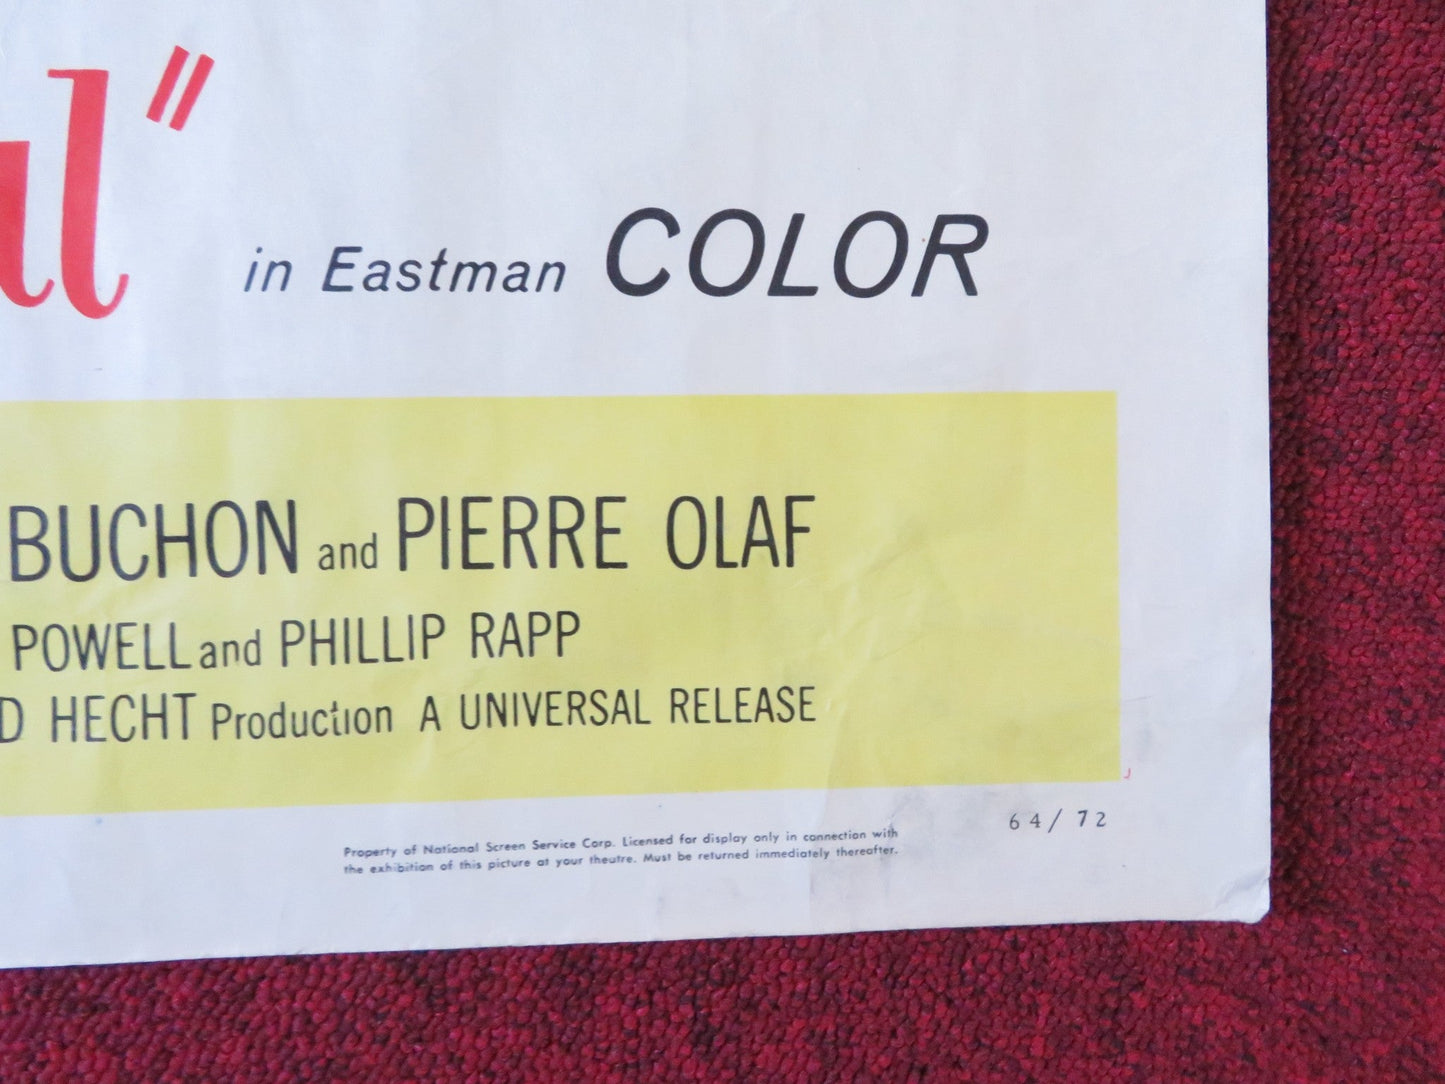 al"
in Eastman COLOR
BUCHON and PIERRE OLAF
POWELL and PHILLIP RAPP
D HECHT Production A UNIVERSAL RELEASE
64/72
Property of National Screen Service Corp. Licensed for display only in connection with
the exhibition of this picture at your theatre. Must be returned immediately thereafter.